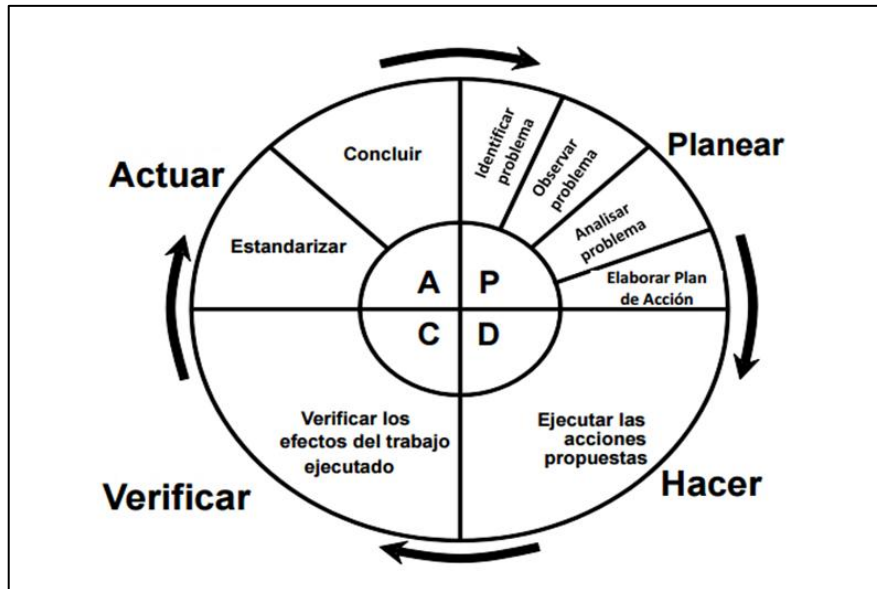 Actuar
Concluir
Estandarizar
Identificar
problema
Observar
problema
Analisar
problema
Elaborar Plan
de Acción
Planear
A P
C D
Verificar los
efectos del trabajo
ejecutado
Ejecutar las
acciones
propuestas
Verificar
Hacer